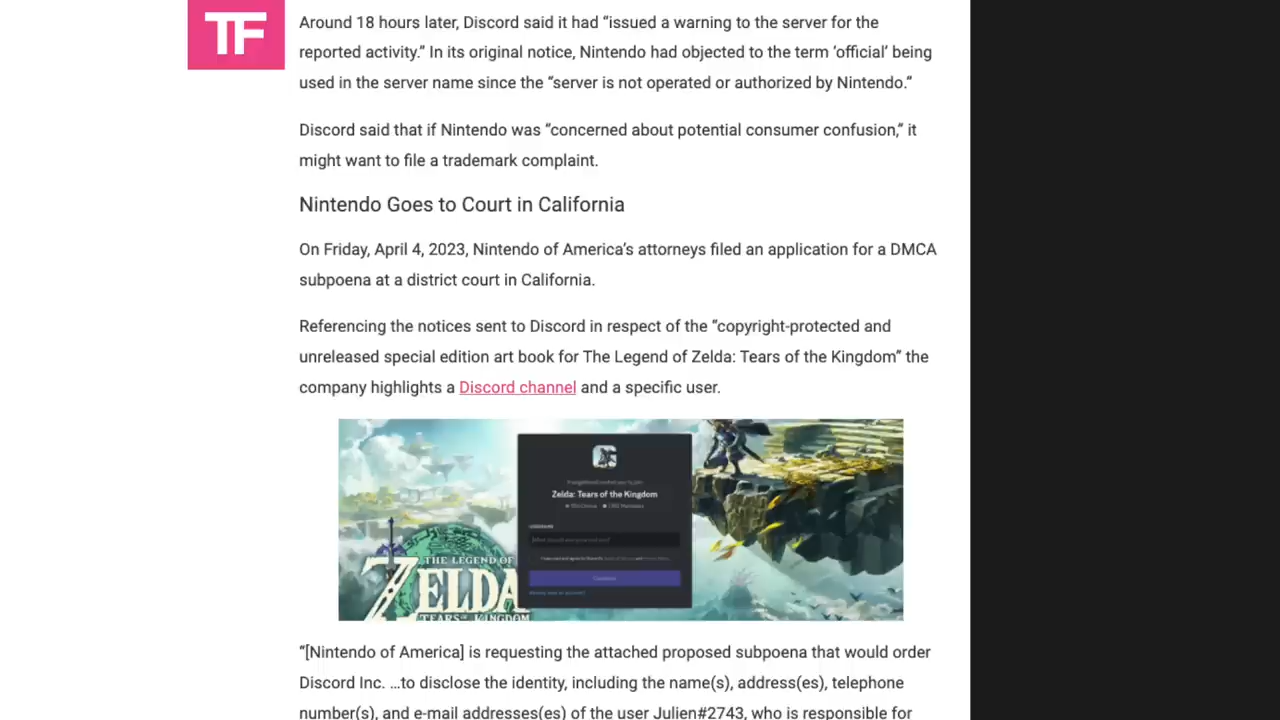 TF
Around 18 hours later, Discord said it had “issued a warning to the server for the
reported activity.” In its original notice, Nintendo had objected to the term ‘official’ being
used in the server name since the “server is not operated or authorized by Nintendo.”
Discord said that if Nintendo was “concerned about potential consumer confusion,” it
might want to file a trademark complaint.
Nintendo Goes to Court in California
On Friday, April 4, 2023, Nintendo of America’s attorneys filed an application for a DMCA
subpoena at a district court in California.
Referencing the notices sent to Discord in respect of the “copyright-protected and
unreleased special edition art book for The Legend of Zelda: Tears of the Kingdom” the
company highlights a Discord channel and a specific user.
Zelda: Tears of the Kingdom
USERNAME
Continue
THE LEGEND OF
ZELDA
TEARS OF THE KINGDOM
“[Nintendo of America] is requesting the attached proposed subpoena that would order
Discord Inc. …to disclose the identity, including the name(s), address(es), telephone
number(s), and e-mail addresses(es) of the user Julien#2743, who is responsible for